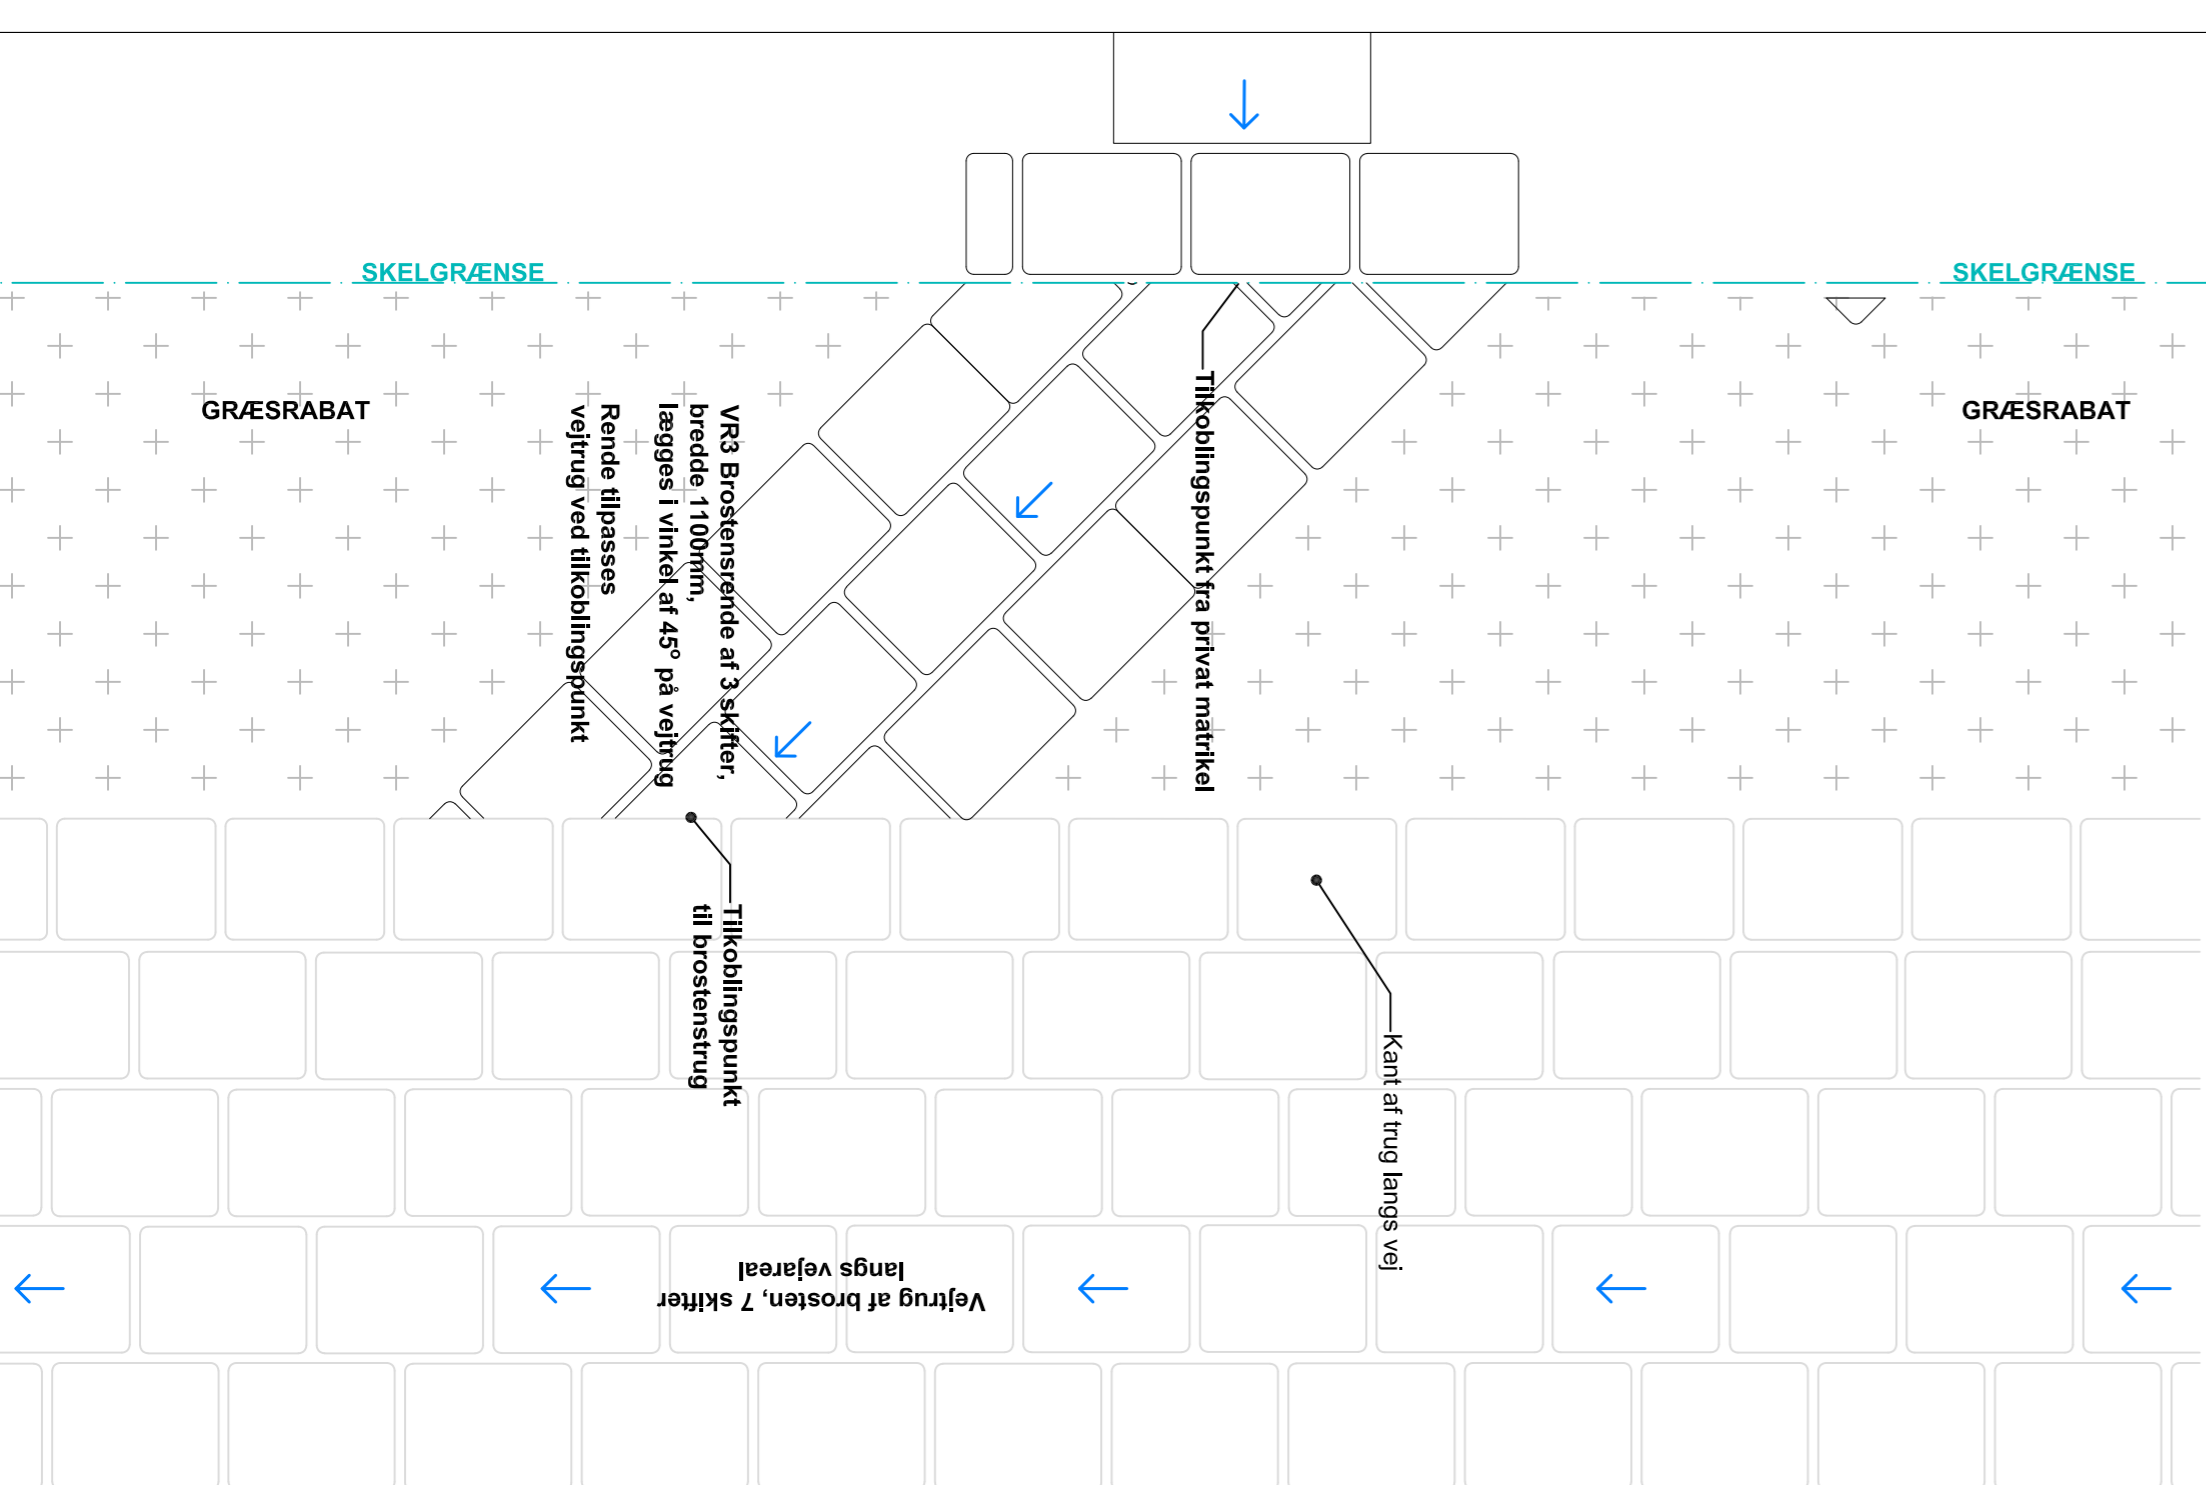 SKELGRÆNSE
SKELGRÆNSE
GRÆSRABAT
GRÆSRABAT
VR3 Brostensrende af 3 skifter,
bredde 1100mm,
lægges i vinkel af 45º på vejtrug
Rende tilpasses
vejtrug ved tilkoblingspunkt
Tilkoblingspunkt fra privat matrikel
Tilkoblingspunkt
til brostenstrug
Kant af trug langs vej
Vejtrug af brosten, 7 skifter
langs vejareal